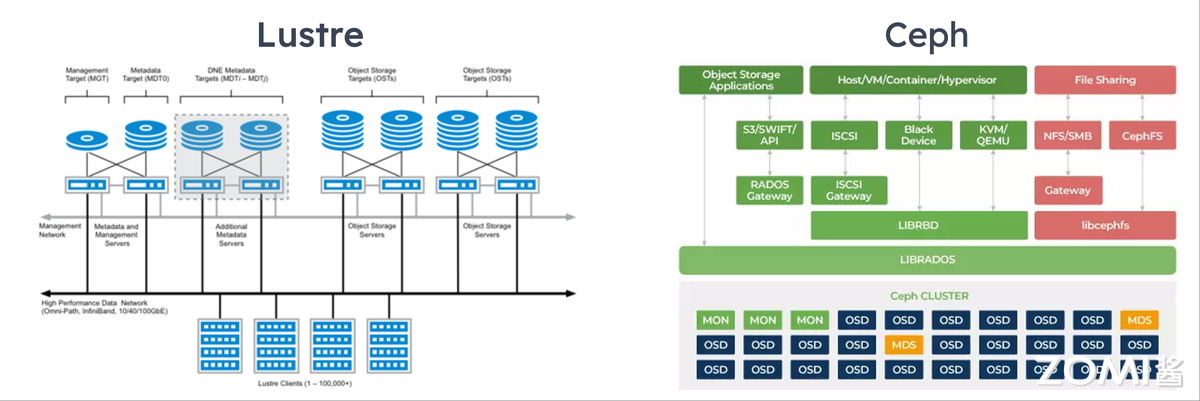 Lustre
Management
Target (MGT)
Metadata
Target (MDT0)
DNE Metadata
Targets (MDTi – MDTj)
Object Storage
Targets (OSTs)
Object Storage
Targets (OSTs)
Management
Network
Metadata and
Management
Servers
Additional
Metadata
Servers
Object Storage
Servers
Object Storage
Servers
High Performance Data Network
(Omni-Path, InfiniBand, 10/40/100GbE)
Lustre Clients (1 – 100,000+)
Ceph
Object Storage
Applications
Host/VM/Container/Hypervisor
File Sharing
S3/SWIFT/
API
ISCSI
Black
Device
KVM/
QEMU
NFS/SMB
CephFS
RADOS
Gateway
ISCSI
Gateway
Gateway
LIBRBD
libcephfs
LIBRADOS
Ceph CLUSTER
MON MON MON OSD OSD OSD OSD OSD OSD MDS
OSD OSD OSD OSD MDS OSD OSD OSD OSD OSD
OSD OSD OSD OSD OSD OSD OSD OSD OSD OSD
ZOMI酱